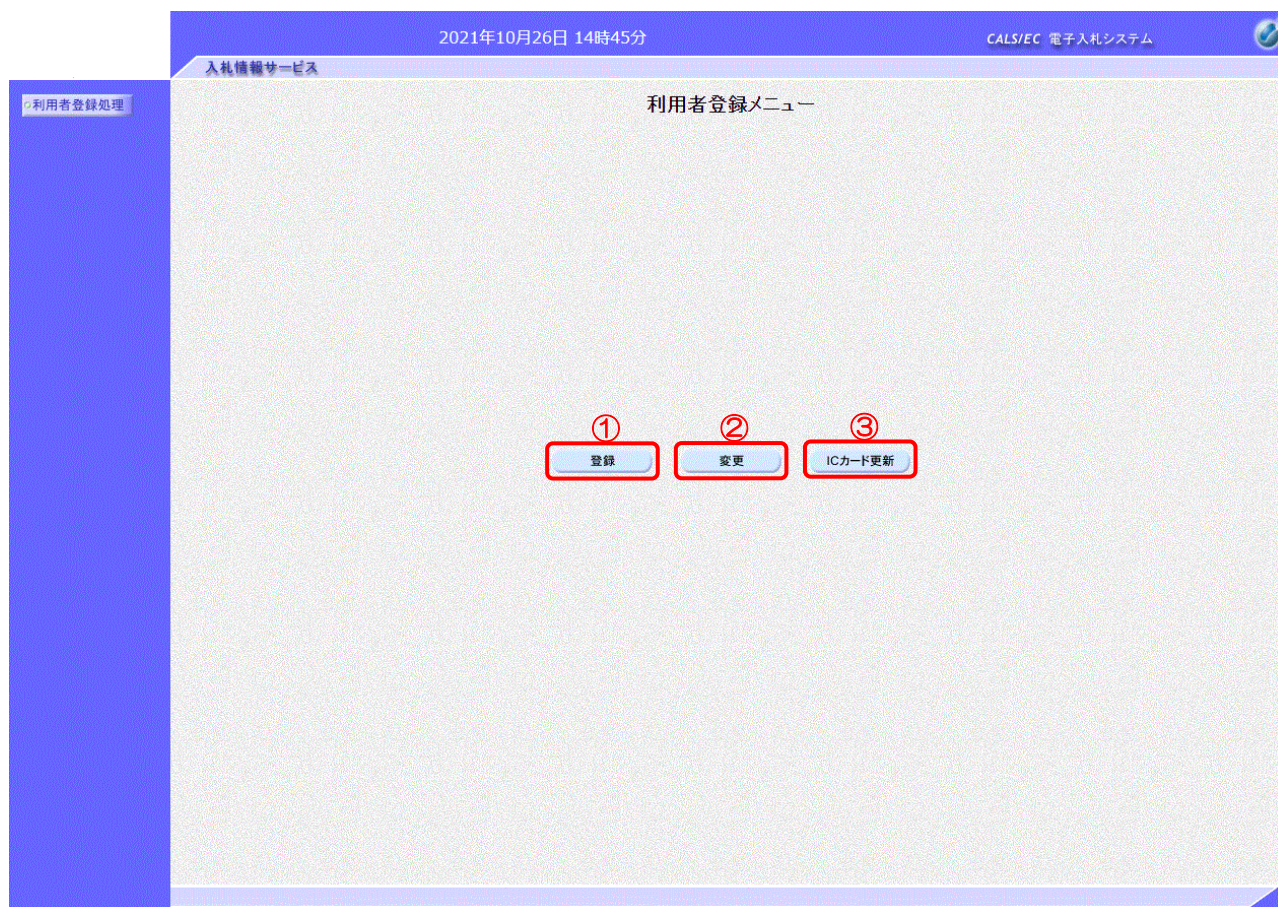 2021年10月26日 14時45分
CALS/EC 電子入札システム
入札情報サービス
利用者登録処理
利用者登録メニュー
① ② ③
登録 変更 ICカード更新